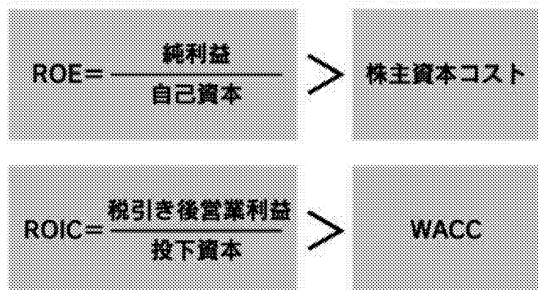 純利益
ROE= > 株主資本コスト
自己資本
税引き後営業利益
ROIC= > WACC
投下資本